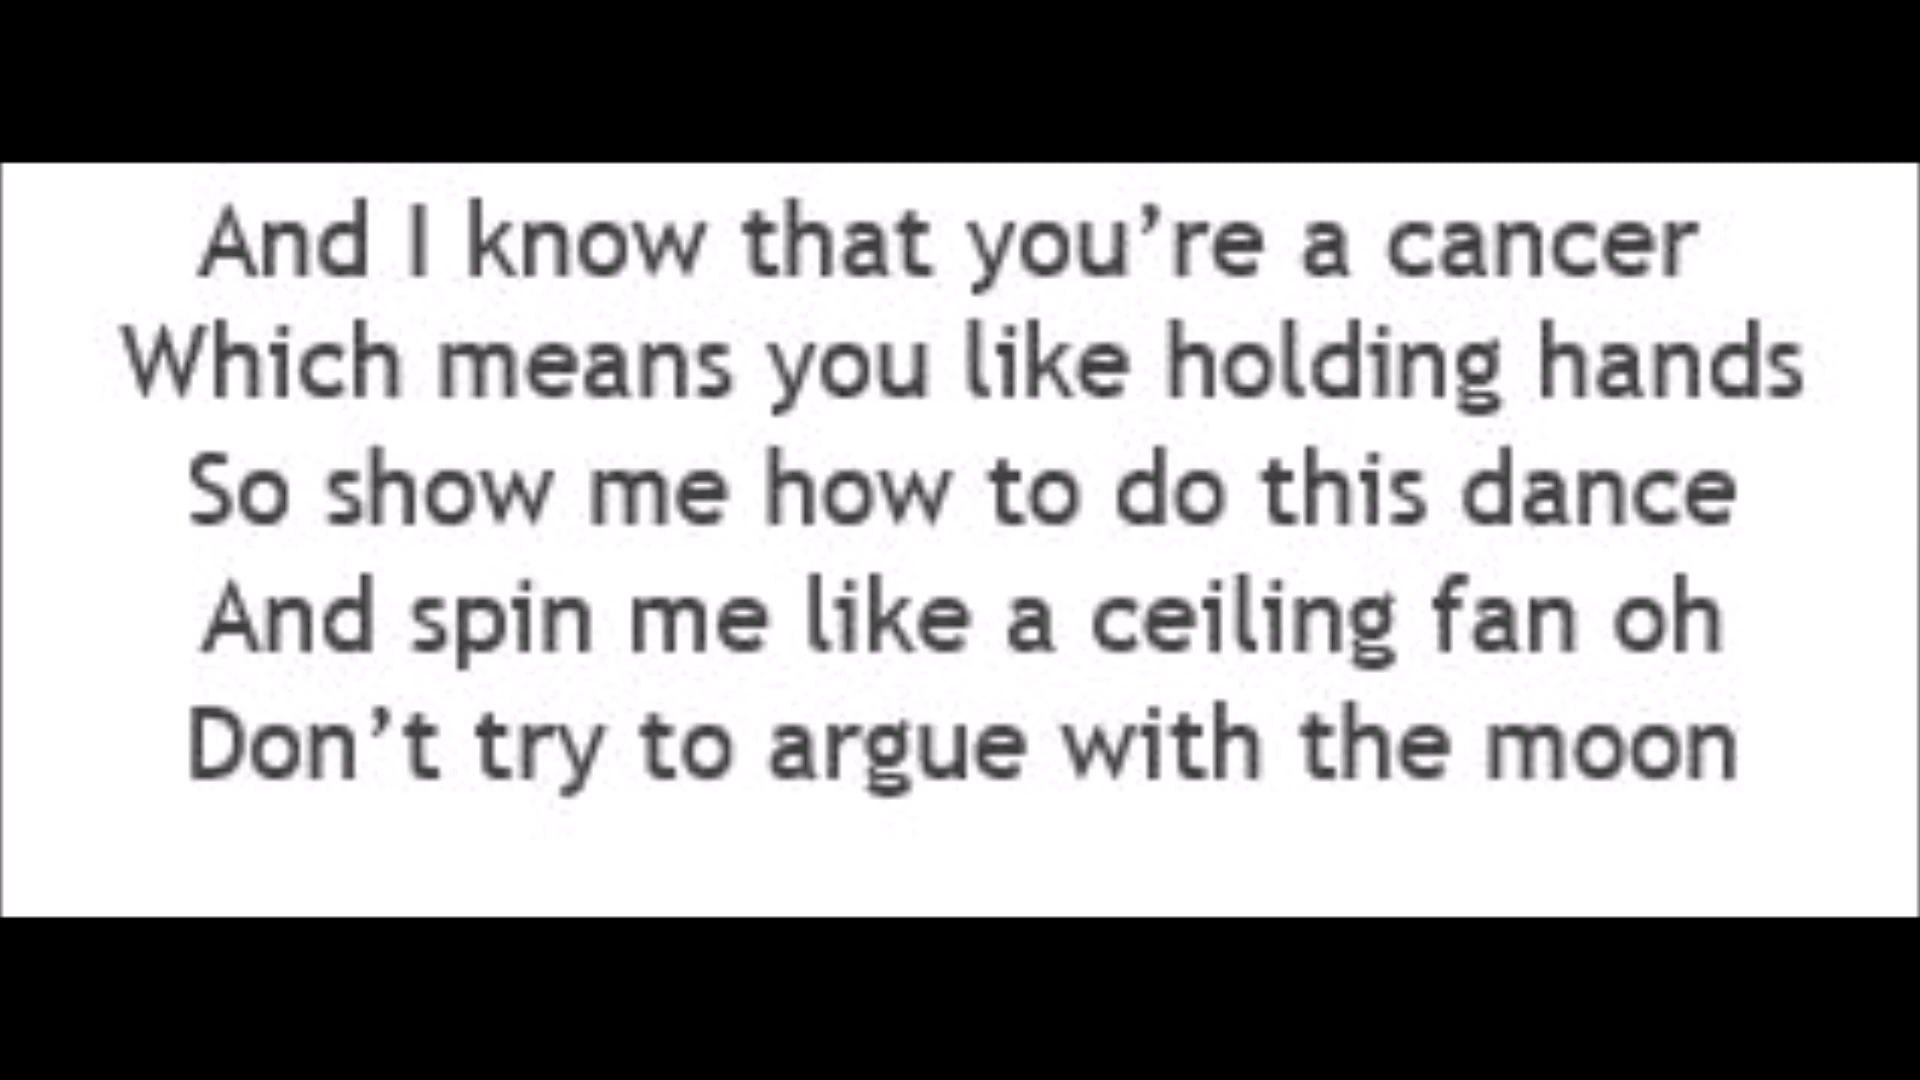 And I know that you’re a cancer
Which means you like holding hands
So show me how to do this dance
And spin me like a ceiling fan oh
Don’t try to argue with the moon